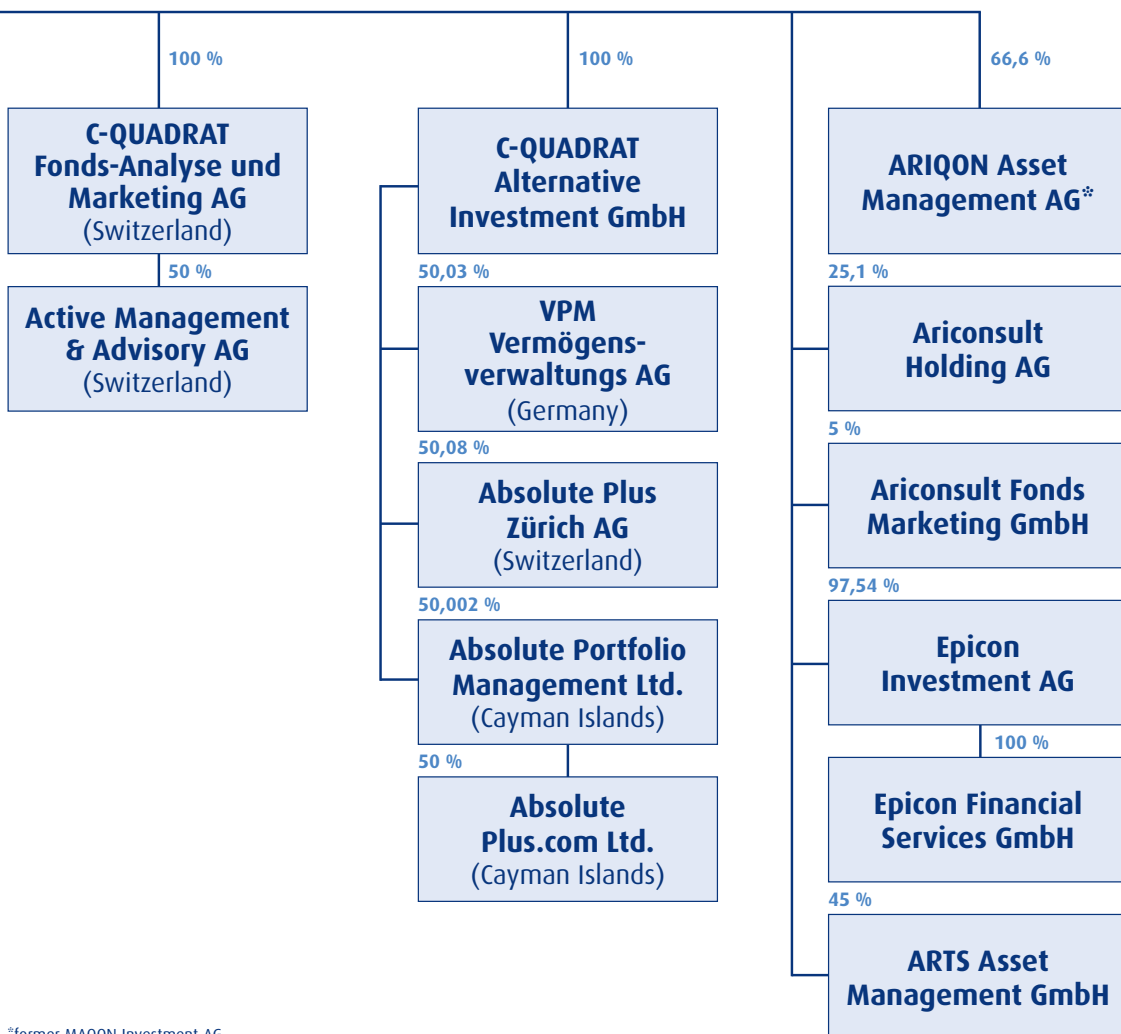 100 %
C-QUADRAT
Fonds-Analyse und
Marketing AG
(Switzerland)
50 %
Active Management
& Advisory AG
(Switzerland)
100 %
C-QUADRAT
Alternative
Investment GmbH
50,03 %
VPM
Vermögens-
verwaltungs AG
(Germany)
50,08 %
Absolute Plus
Zürich AG
(Switzerland)
50,002 %
Absolute Portfolio
Management Ltd.
(Cayman Islands)
50 %
Absolute
Plus.com Ltd.
(Cayman Islands)
66,6 %
ARIQON Asset
Management AG*
25,1 %
Ariconsult
Holding AG
5 %
Ariconsult Fonds
Marketing GmbH
97,54 %
Epicon
Investment AG
100 %
Epicon Financial
Services GmbH
45 %
ARTS Asset
Management GmbH
*former MAQON Investment AG